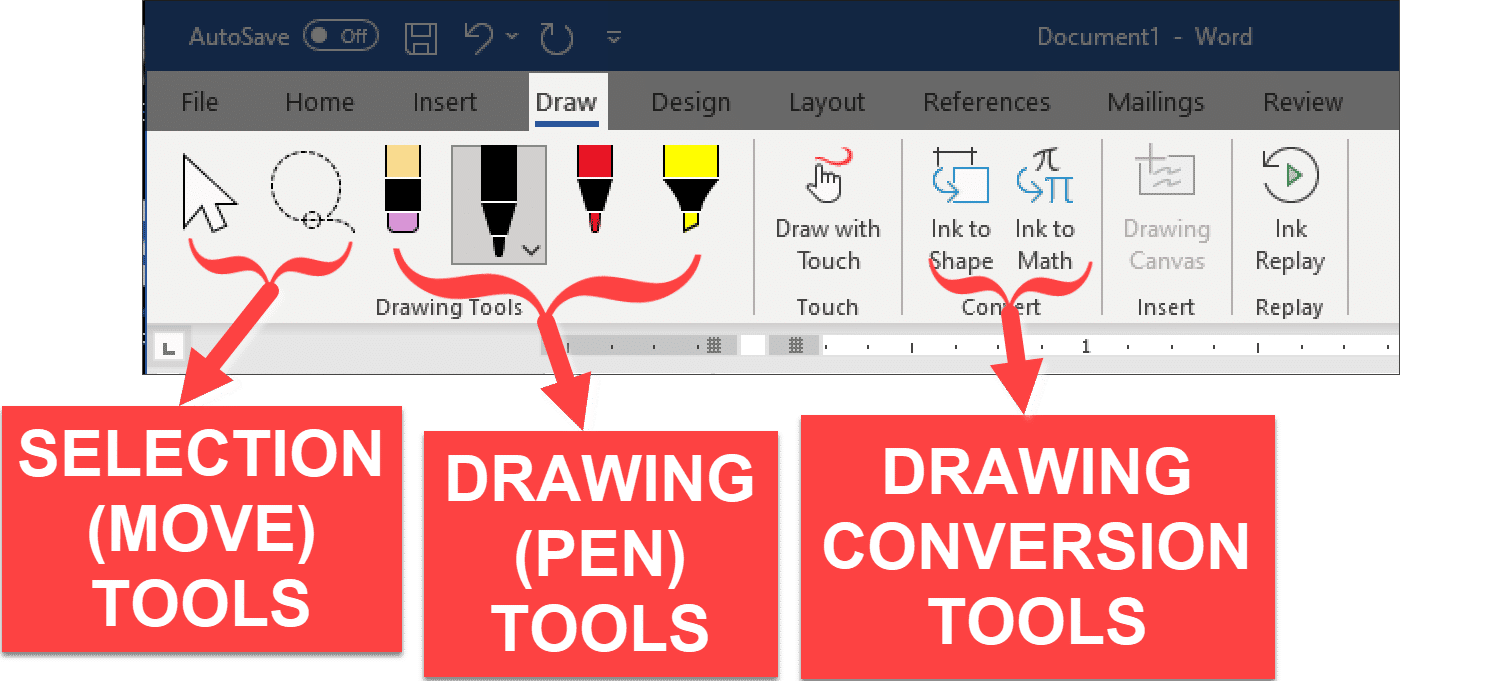 AutoSave Off Document1 - Word
File Home Insert Draw Design Layout References Mailings Review
Draw with Touch
Ink to Shape
Ink to Math
Drawing Canvas
Ink Replay
Drawing Tools Touch Convert Insert Replay
L 1
SELECTION
(MOVE)
TOOLS
DRAWING
(PEN)
TOOLS
DRAWING
CONVERSION
TOOLS